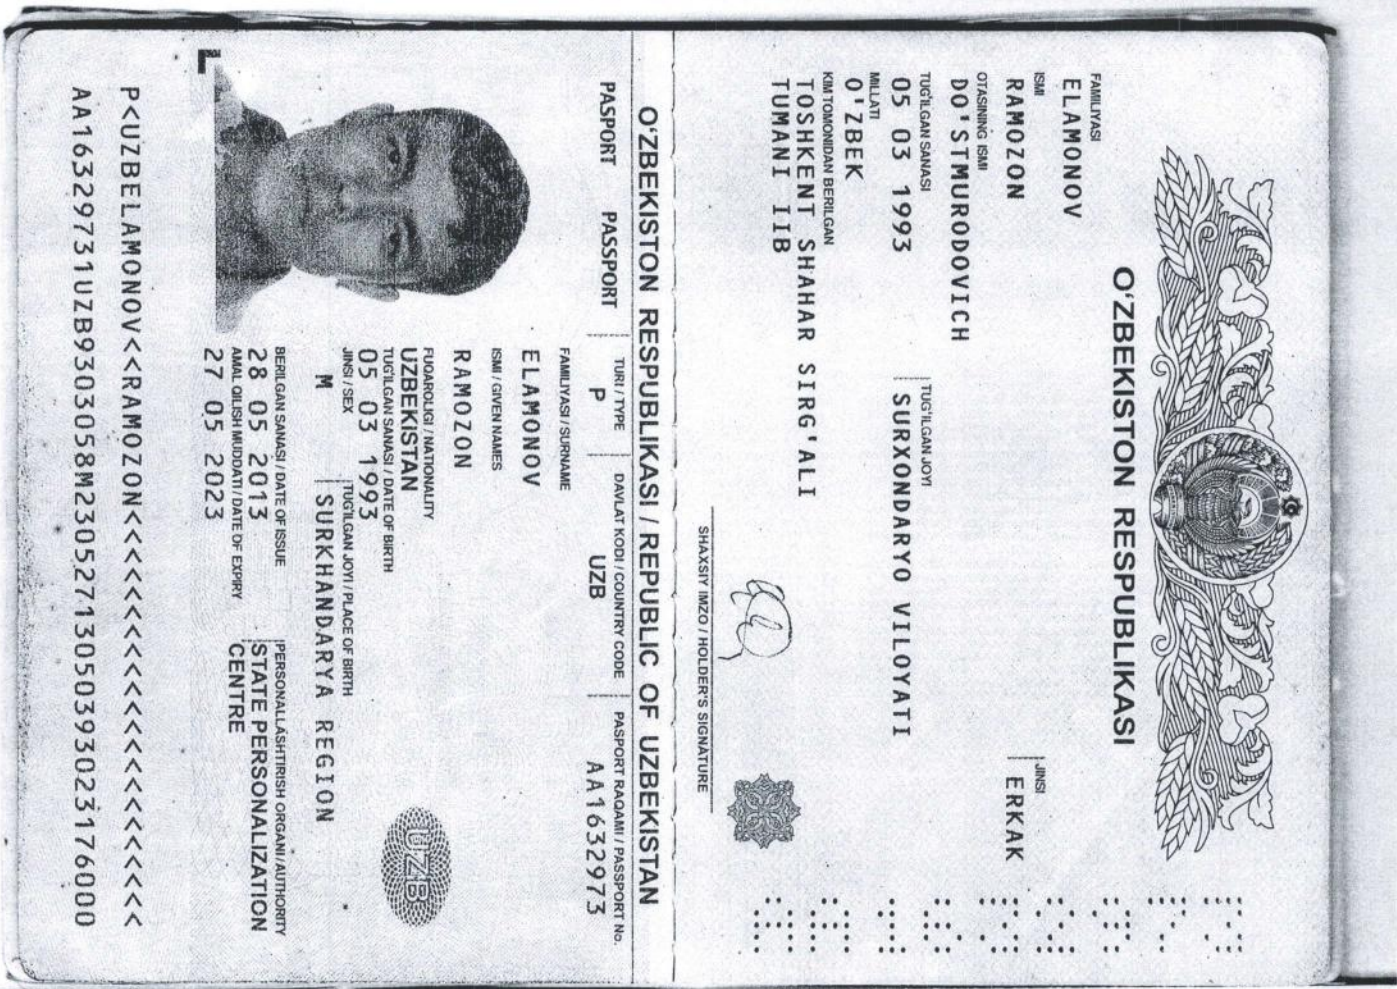 O'ZBEKISTON RESPUBLIKASI
FAMILIYASI
ELAMONOV
ISMI
RAMOZON
JINSI
ERKAK
OTASINING ISMI
DO'STMURODOVICH
TUG'ILGAN SANASI
05 03 1993
TUG'ILGAN JOYI
SURXONDARYO VILOYATI
MILLATI
O'ZBEK
KIM TOMONIDAN BERILGAN
TOSHKENT SHAHAR SIRG'ALI
TUMANI IIB
SHAXSIY IMZO / HOLDER'S SIGNATURE
AA1632973
O'ZBEKISTON RESPUBLIKASI / REPUBLIC OF UZBEKISTAN
PASPORT PASSPORT
TURI / TYPE
P
DAVLAT KODI / COUNTRY CODE
UZB
PASPORT RAQAMI / PASSPORT No.
AA1632973
FAMILIYASI / SURNAME
ELAMONOV
ISMI / GIVEN NAMES
RAMOZON
FUQAROLIGI / NATIONALITY
UZBEKISTAN
TUG'ILGAN SANASI / DATE OF BIRTH
05 03 1993
JINSI / SEX
M
TUG'ILGAN JOYI / PLACE OF BIRTH
SURKHANDARYA REGION
BERILGAN SANASI / DATE OF ISSUE
28 05 2013
AMAL QILISH MUDDATI / DATE OF EXPIRY
27 05 2023
PERSONALLASHTIRISH ORGANI / AUTHORITY
STATE PERSONALIZATION
CENTRE
UZB
P<UZBELAMONOV<<RAMOZON<<<<<<<<<<<<<<<<<<<<<<
AA16329731UZB9303058M23052713050393023176000